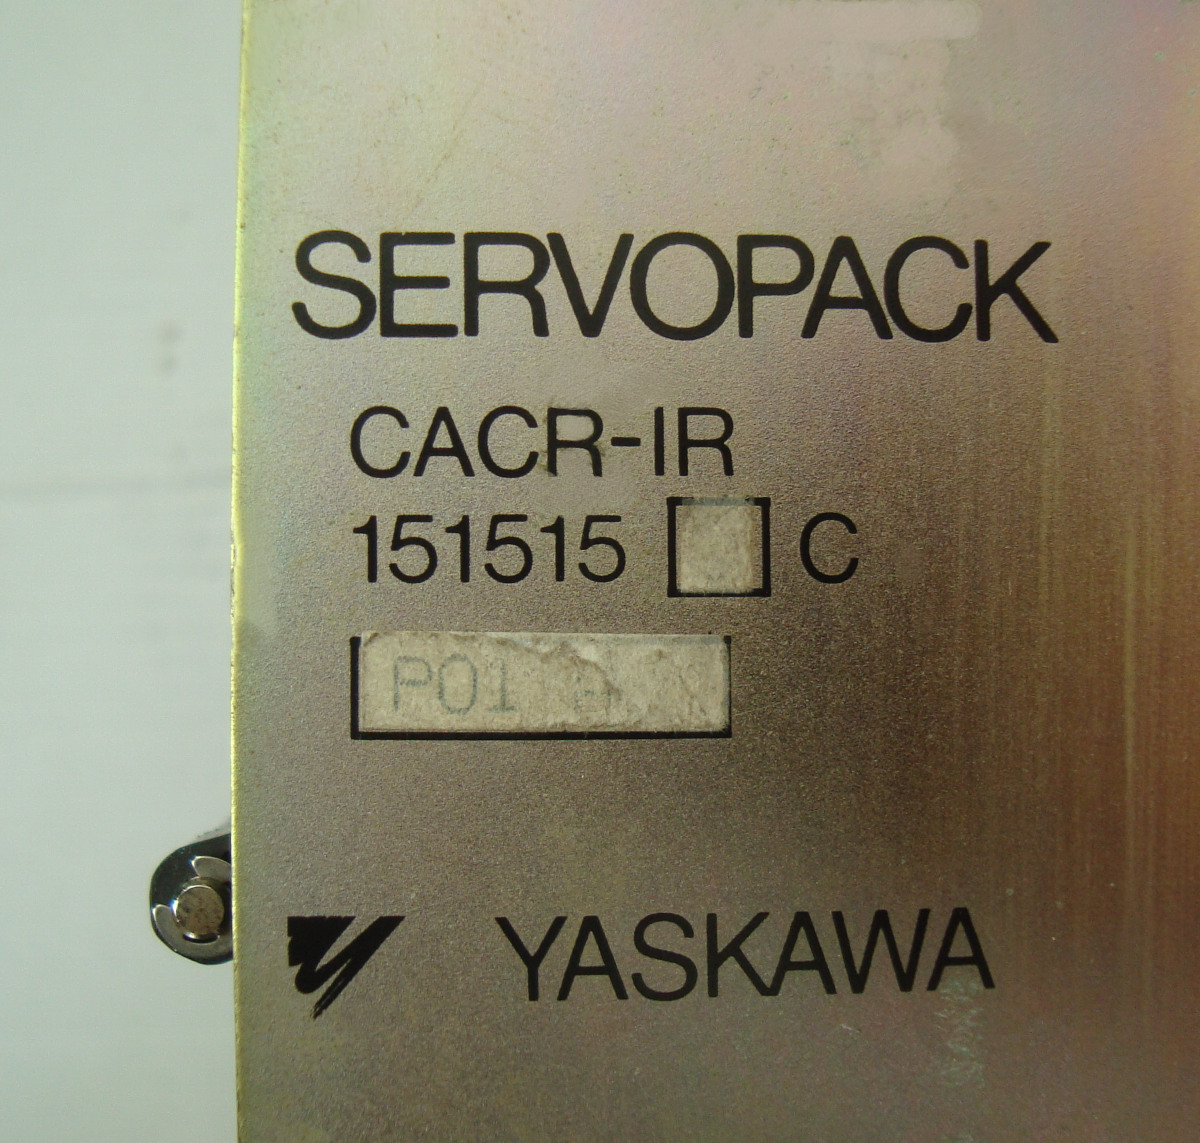 SERVOPACK
CACR-IR
151515 C
P01
YASKAWA